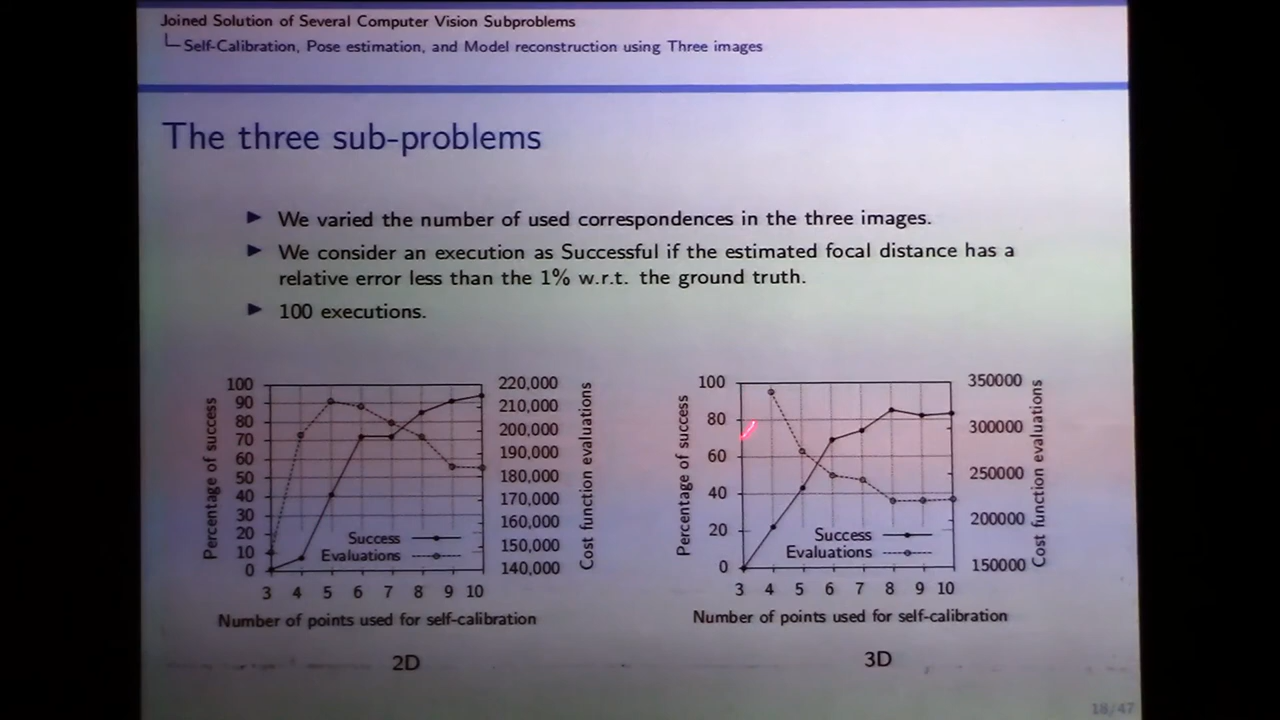 Joined Solution of Several Computer Vision Subproblems
Self-Calibration, Pose estimation, and Model reconstruction using Three images
The three sub-problems
We varied the number of used correspondences in the three images.
We consider an execution as Successful if the estimated focal distance has a
relative error less than the 1% w.r.t. the ground truth.
100 executions.
Percentage of success
100
90
80
70
60
50
40
30
20
10
0
220,000
210,000
200,000
190,000
180,000
170,000
160,000
150,000
140,000
Cost function evaluations
Success
Evaluations
3 4 5 6 7 8 9 10
Number of points used for self-calibration
2D
Percentage of success
100
80
60
40
20
0
350000
300000
250000
200000
150000
Cost function evaluations
Success
Evaluations
3 4 5 6 7 8 9 10
Number of points used for self-calibration
3D
18/47